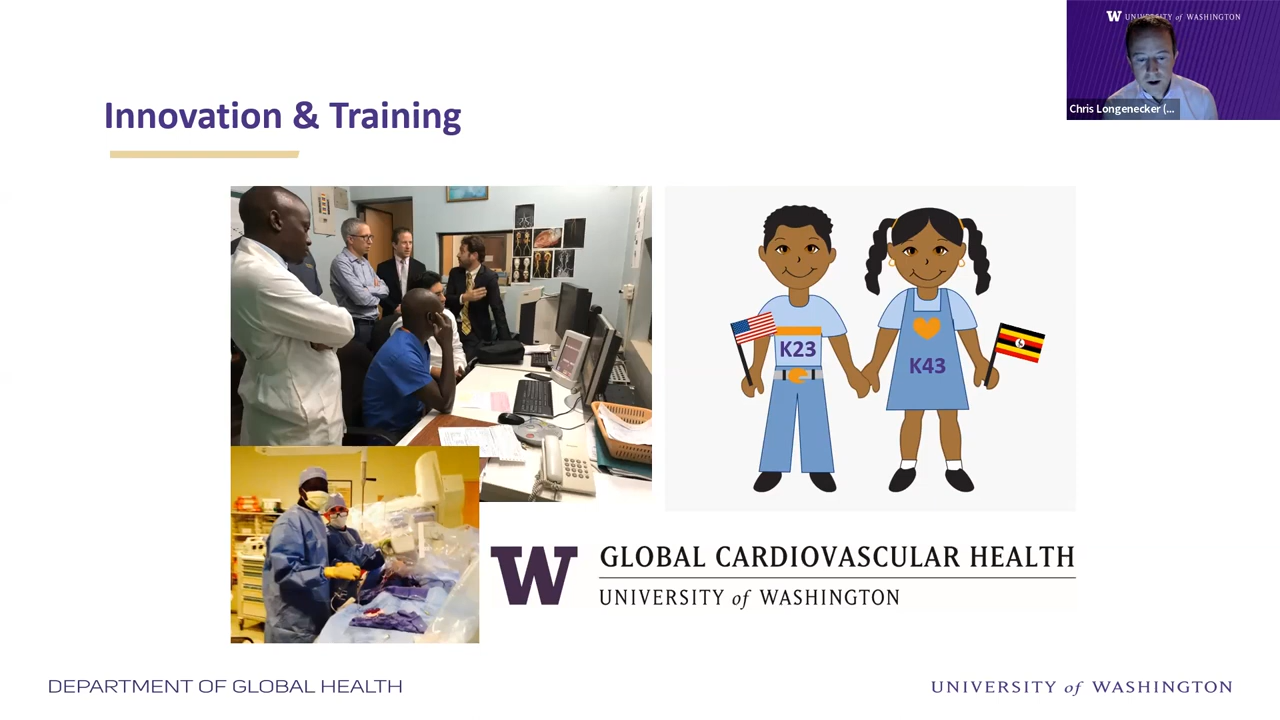 W UNIVERSITY of WASHINGTON
Chris Longenecker (...
Innovation & Training
K23
K43
W
GLOBAL CARDIOVASCULAR HEALTH
UNIVERSITY of WASHINGTON
DEPARTMENT OF GLOBAL HEALTH
UNIVERSITY of WASHINGTON